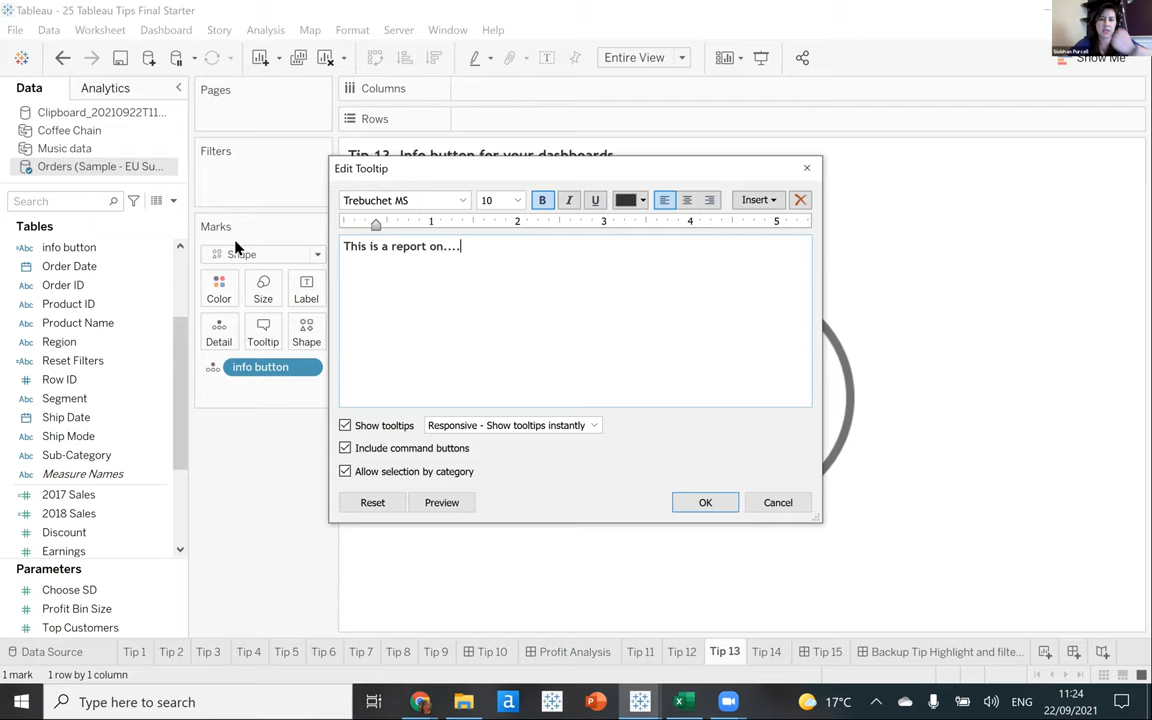 Tableau - 25 Tableau Tips Final Starter
File Data Worksheet Dashboard Story Analysis Map Format Server Window Help
Siobhan Purcell
Entire View
Show Me
Data Analytics
Pages
Columns
Clipboard_20210922T11...
Coffee Chain
Rows
Music data
Filters
Orders (Sample - EU Su...
Tip 13. Info button for your dashboards
Edit Tooltip
Search
Trebuchet MS 10 B I U Insert
1 2 3 4 5
Tables
Marks
This is a report on....
Abc info button
Shape
Order Date
Abc Order ID
Color Size Label
Abc Product ID
Abc Product Name
Abc Region
Detail Tooltip Shape
Abc Reset Filters
info button
Row ID
Abc Segment
Ship Date
Show tooltips Responsive - Show tooltips instantly
Abc Ship Mode
Include command buttons
Abc Sub-Category
Allow selection by category
Abc Measure Names
2017 Sales
Reset Preview OK Cancel
2018 Sales
Discount
Earnings
Parameters
Choose SD
Profit Bin Size
Top Customers
Data Source Tip 1 Tip 2 Tip 3 Tip 4 Tip 5 Tip 6 Tip 7 Tip 8 Tip 9 Tip 10 Profit Analysis Tip 11 Tip 12 Tip 13 Tip 14 Tip 15 Backup Tip Highlight and filte...
1 mark 1 row by 1 column
Type here to search
17°C
ENG
11:24
22/09/2021